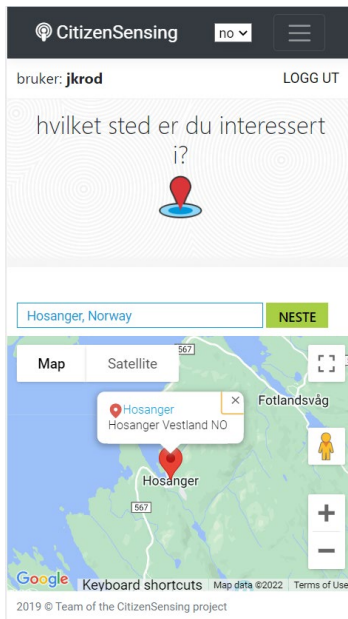 CitizenSensing
no
bruker: jkrod
LOGG UT
hvilket sted er du interessert
i?
Hosanger, Norway
NESTE
Map
Satellite
567
Hosanger
Hosanger Vestland NO
Fotlandsvåg
Hosanger
567
Google
Keyboard shortcuts
Map data ©2022
Terms of Use
2019 © Team of the CitizenSensing project